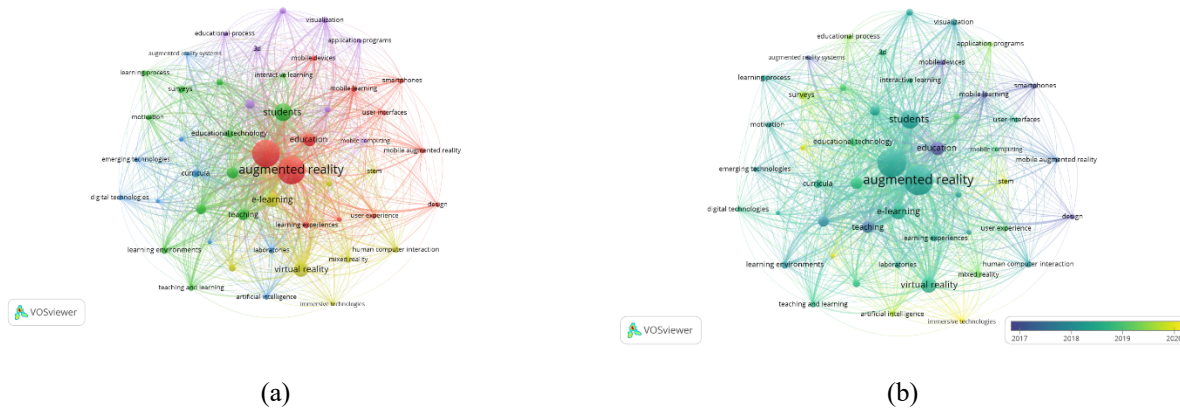 visualization
educational process
application programs
3d
augmented reality systems
mobile devices
learning process
interactive learning
smartphones
surveys
mobile learning
students
motivation
user interfaces
educational technology
education
mobile computing
emerging technologies
mobile augmented reality
augmented reality
stem
curricula
digital technologies
e-learning
design
teaching
user experience
learning experiences
learning environments
laboratories
human computer interaction
mixed reality
virtual reality
teaching and learning
artificial intelligence
immersive technologies
VOSviewer
visualization
educational process
application programs
3d
augmented reality systems
mobile devices
learning process
interactive learning
smartphones
surveys
mobile learning
students
motivation
user interfaces
educational technology
education
mobile computing
emerging technologies
mobile augmented reality
augmented reality
stem
curricula
digital technologies
e-learning
design
teaching
user experience
learning experiences
learning environments
laboratories
human computer interaction
mixed reality
virtual reality
teaching and learning
artificial intelligence
immersive technologies
VOSviewer
2017 2018 2019 2020
(a) (b)